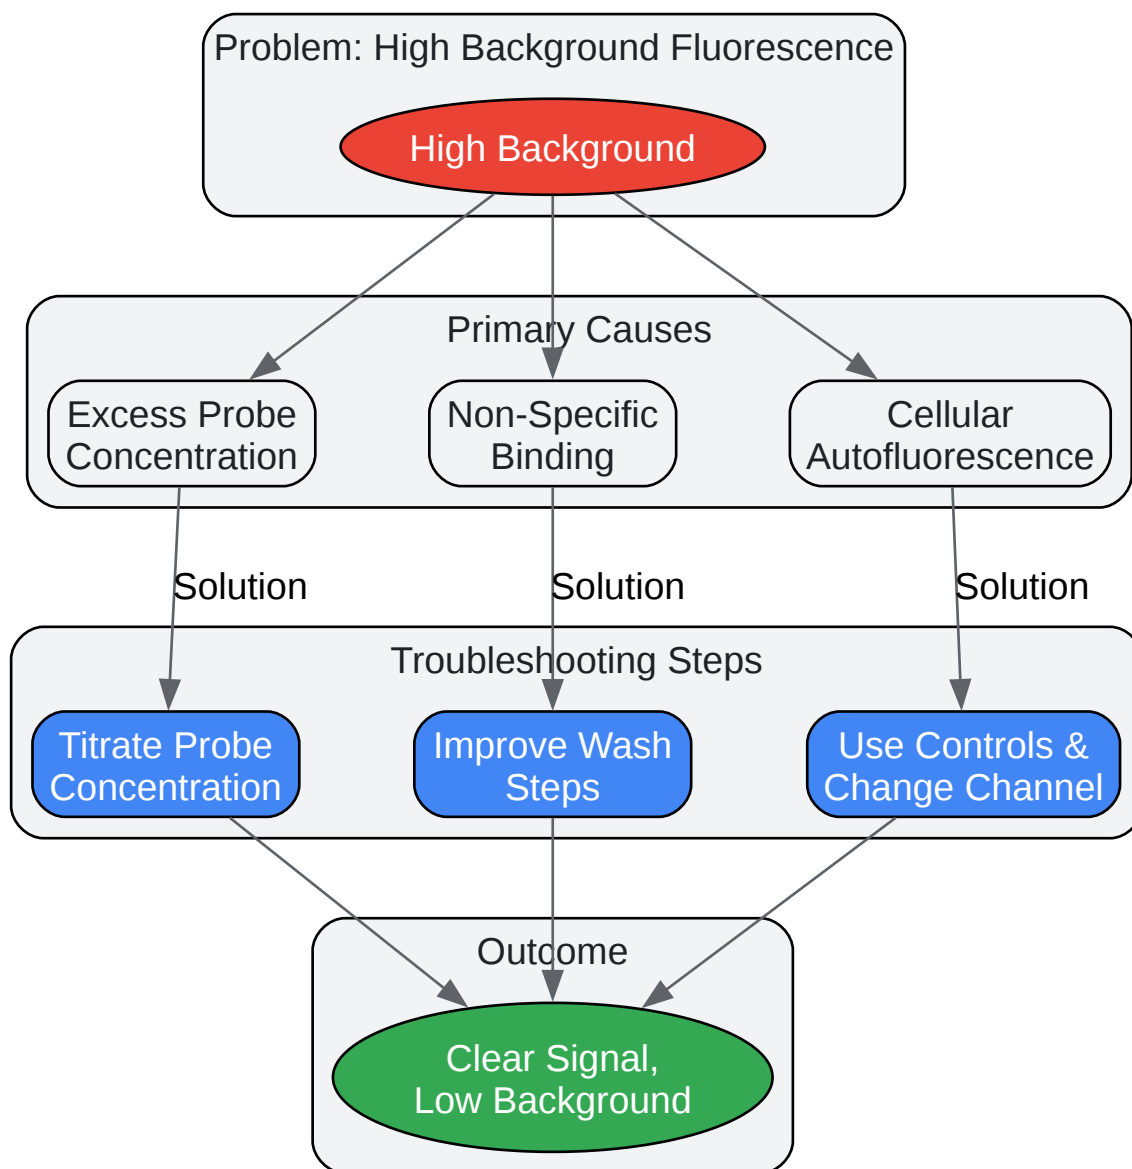 Problem: High Background Fluorescence
High Background
Primary Causes
Excess Probe
Concentration
Non-Specific
Binding
Cellular
Autofluorescence
Solution
Solution
Solution
Troubleshooting Steps
Titrate Probe
Concentration
Improve Wash
Steps
Use Controls &
Change Channel
Outcome
Clear Signal,
Low Background